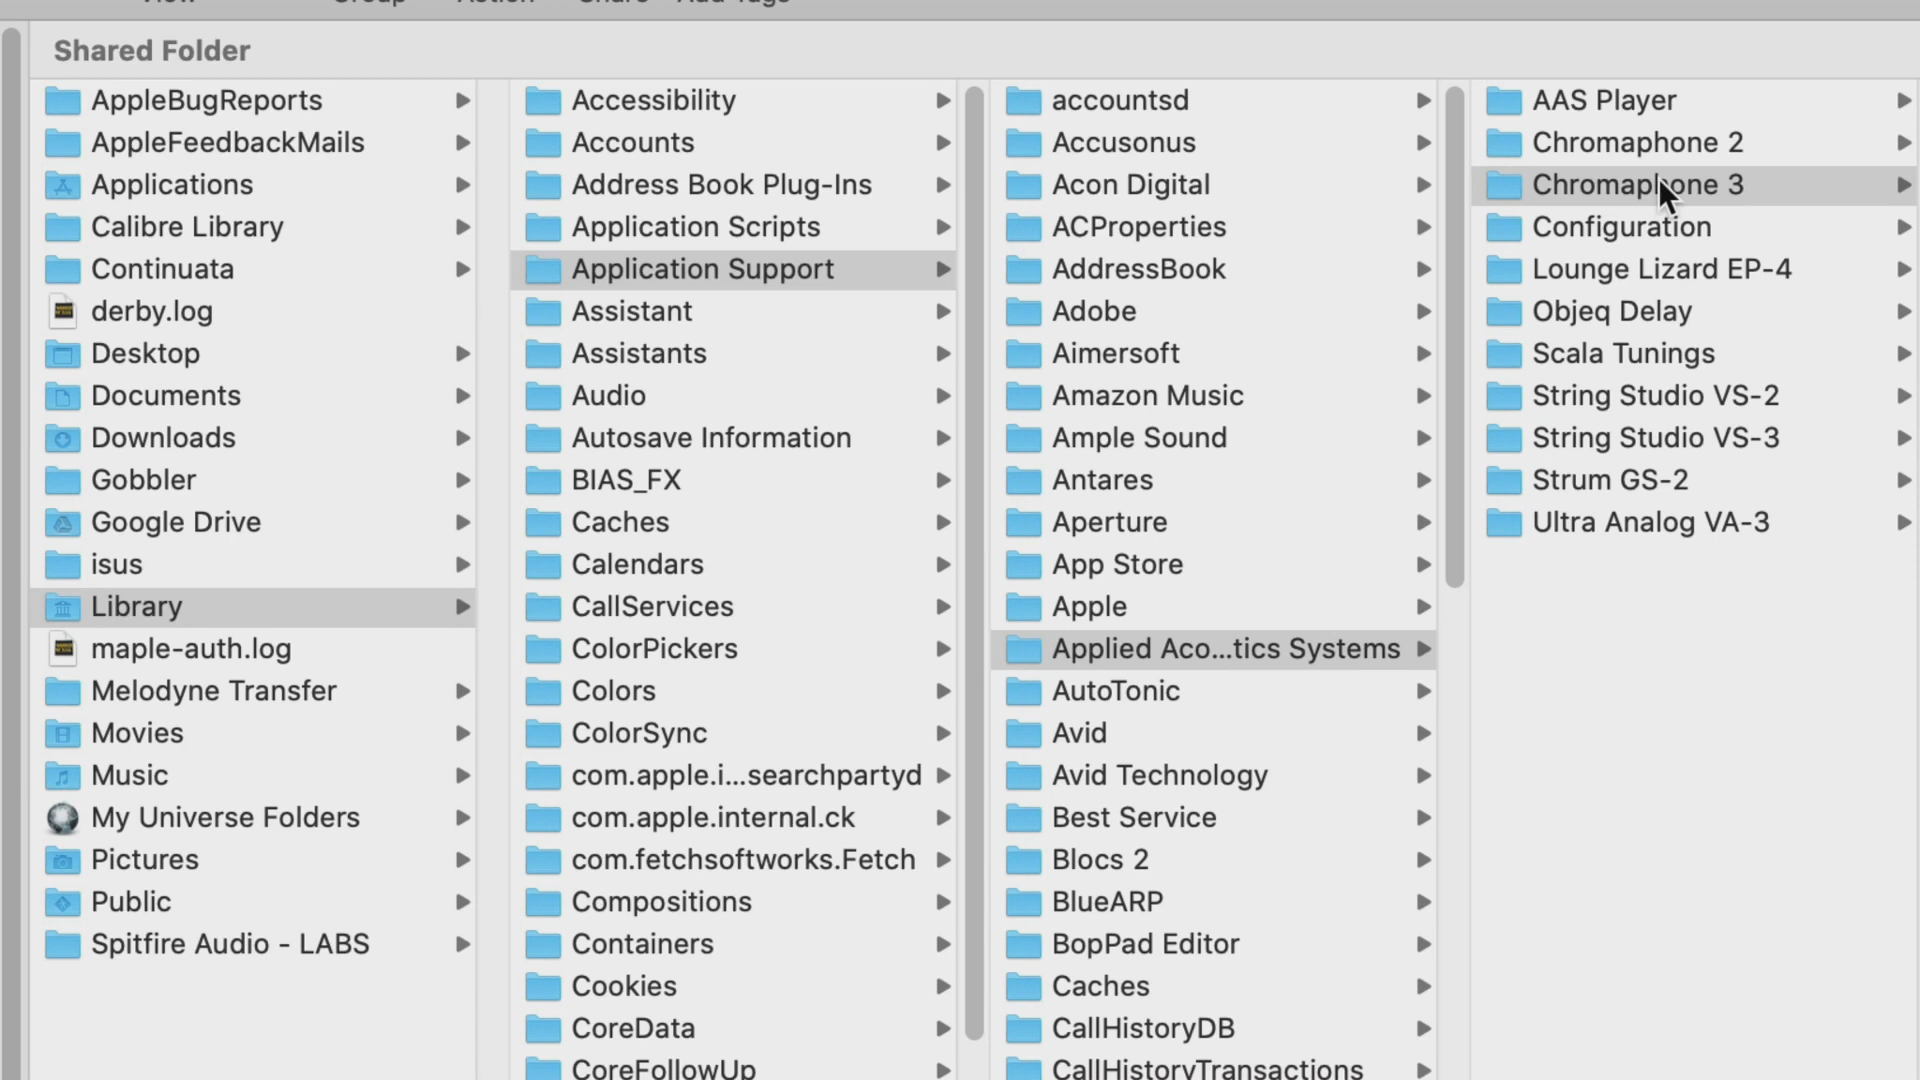 Shared Folder
AppleBugReports
AppleFeedbackMails
Applications
Calibre Library
Continuata
derby.log
Desktop
Documents
Downloads
Gobbler
Google Drive
isus
Library
maple-auth.log
Melodyne Transfer
Movies
Music
My Universe Folders
Pictures
Public
Spitfire Audio - LABS
Accessibility
Accounts
Address Book Plug-Ins
Application Scripts
Application Support
Assistant
Assistants
Audio
Autosave Information
BIAS_FX
Caches
Calendars
CallServices
ColorPickers
Colors
ColorSync
com.apple.i...searchpartyd
com.apple.internal.ck
com.fetchsoftworks.Fetch
Compositions
Containers
Cookies
CoreData
CoreFollowUp
accountsd
Accusonus
Acon Digital
ACProperties
AddressBook
Adobe
Aimersoft
Amazon Music
Ample Sound
Antares
Aperture
App Store
Apple
Applied Aco...tics Systems
AutoTonic
Avid
Avid Technology
Best Service
Blocs 2
BlueARP
BopPad Editor
Caches
CallHistoryDB
CallHistoryTransactions
AAS Player
Chromaphone 2
Chromaphone 3
Configuration
Lounge Lizard EP-4
Objeq Delay
Scala Tunings
String Studio VS-2
String Studio VS-3
Strum GS-2
Ultra Analog VA-3